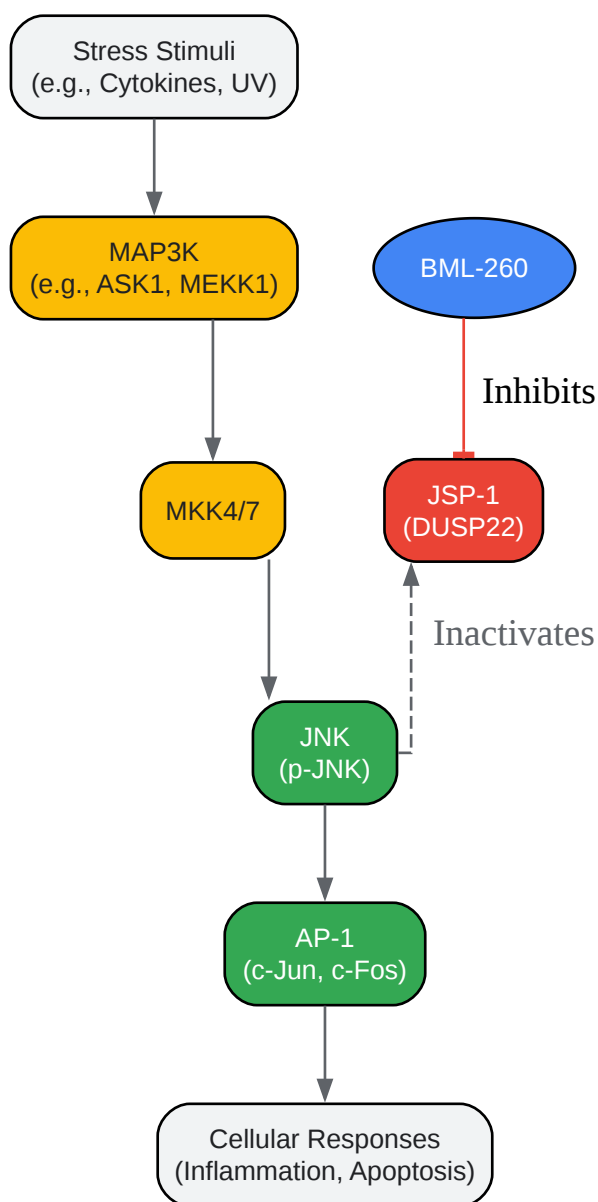 Stress Stimuli
(e.g., Cytokines, UV)
MAP3K
(e.g., ASK1, MEKK1)
BML-260
Inhibits
MKK4/7
JSP-1
(DUSP22)
Inactivates
JNK
(p-JNK)
AP-1
(c-Jun, c-Fos)
Cellular Responses
(Inflammation, Apoptosis)